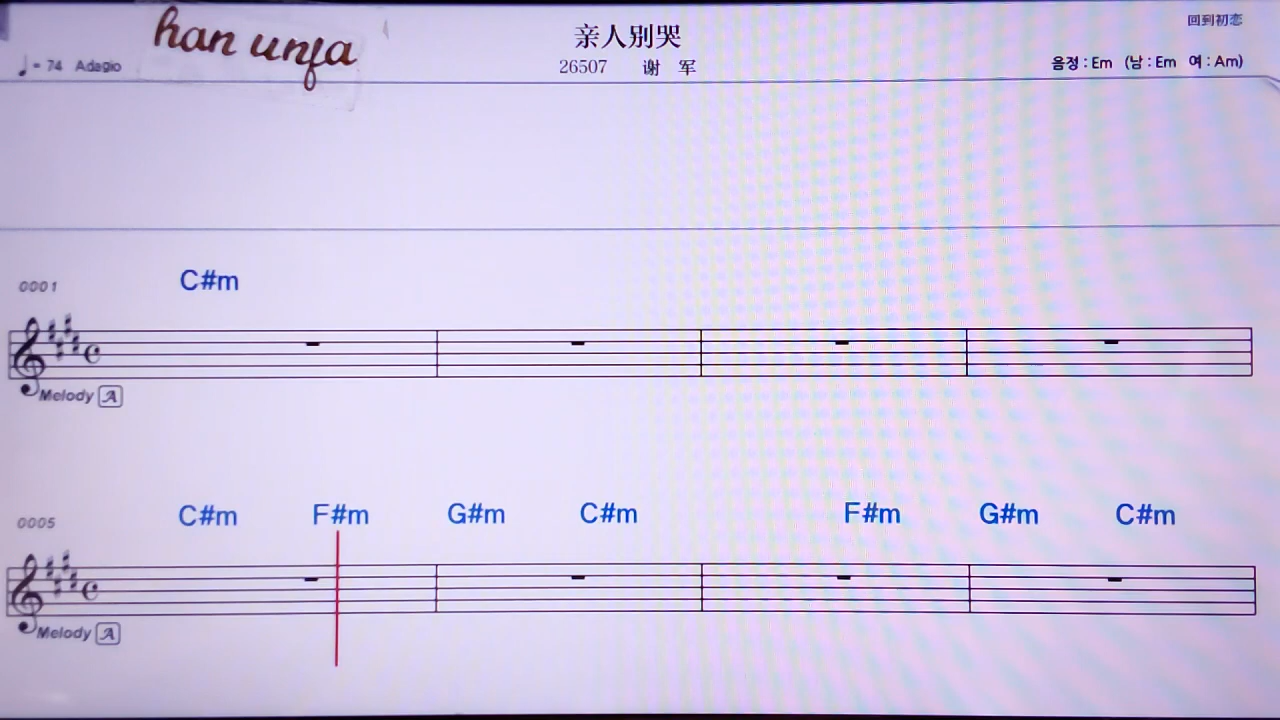 han unfa
亲人别哭
回到初恋
♩= 74 Adagio
26507 谢 军
음정 : Em (남 : Em 여 : Am)
0001
C#m
Melody A
0005
C#m F#m G#m C#m F#m G#m C#m
Melody A